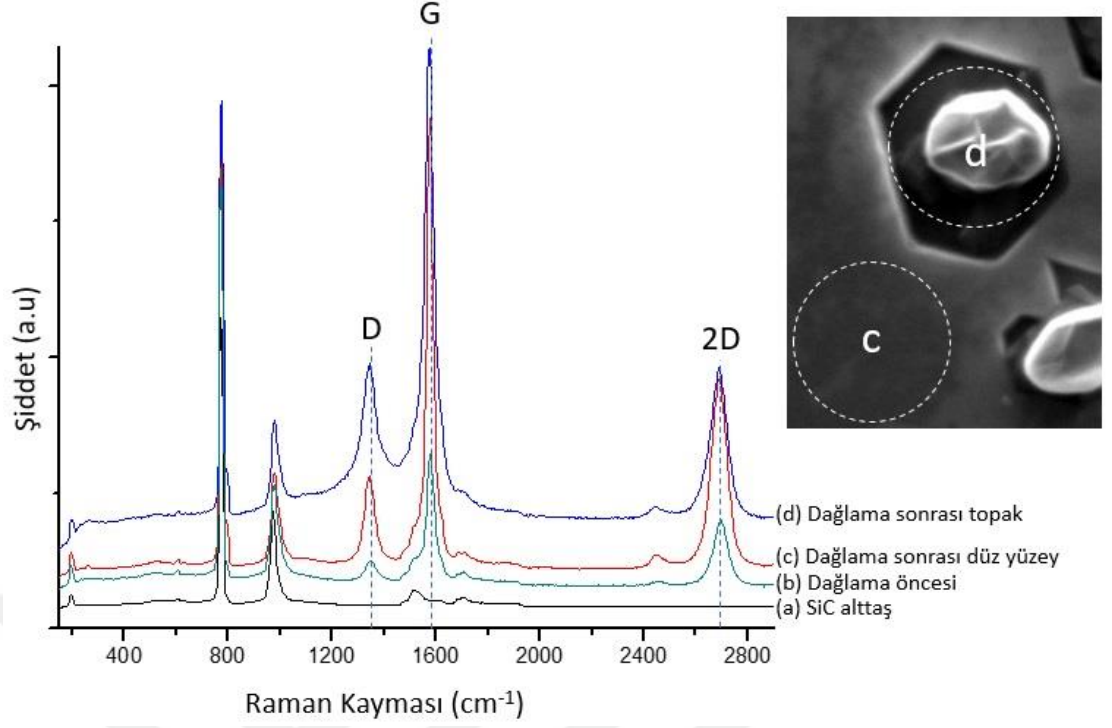 G
D
2D
d
c
Şiddet (a.u)
(d) Dağlama sonrası topak
(c) Dağlama sonrası düz yüzey
(b) Dağlama öncesi
(a) SiC alttaş
400 800 1200 1600 2000 2400 2800
Raman Kayması (cm-1)